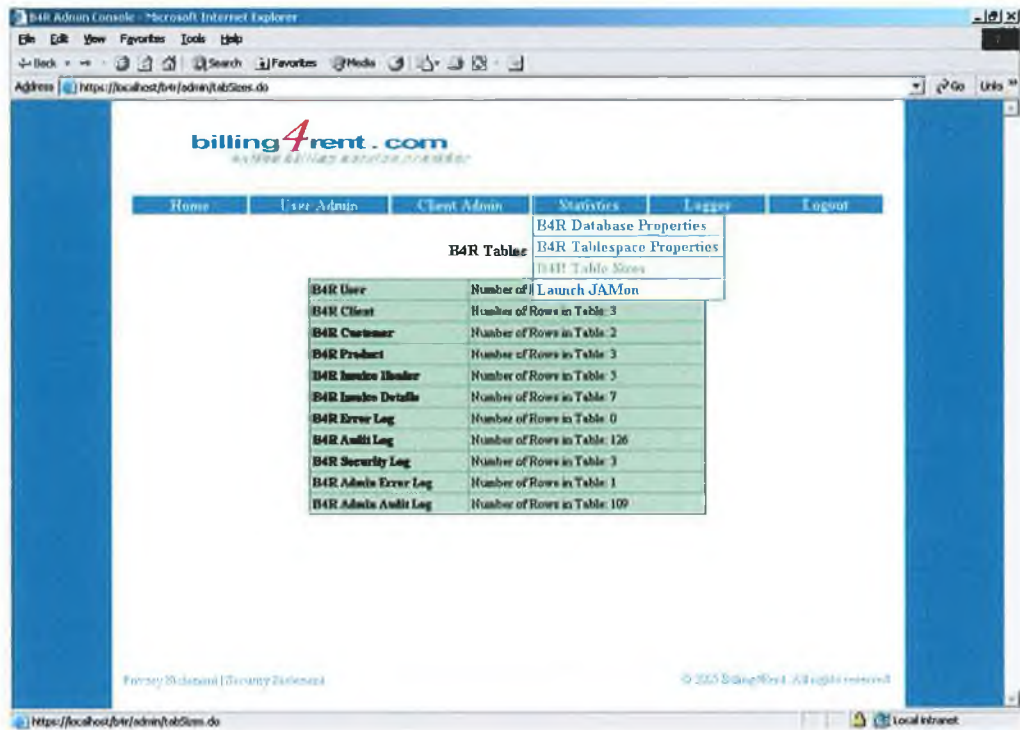 B4R Admin Console - Microsoft Internet Explorer
File Edit View Favorites Tools Help
Back Search Favorites Media
Address https://localhost/b4r/admin/tabSizes.do Go Links »
billing4rent.com
online billing service provider
Home User Admin Client Admin Statistics Logger Logout
B4R Database Properties
B4R Tables B4R Tablespace Properties
B4R Table Sizes
B4R User Number of Launch JAMon
B4R Client Number of Rows in Table: 3
B4R Customer Number of Rows in Table: 2
B4R Product Number of Rows in Table: 3
B4R Invoice Header Number of Rows in Table: 3
B4R Invoice Details Number of Rows in Table: 7
B4R Error Log Number of Rows in Table: 0
B4R Audit Log Number of Rows in Table: 126
B4R Security Log Number of Rows in Table: 3
B4R Admin Error Log Number of Rows in Table: 1
B4R Admin Audit Log Number of Rows in Table: 109
Privacy Statement | Security Statement © 2005 Billing4Rent. All rights reserved
https://localhost/b4r/admin/tabSizes.do Local intranet